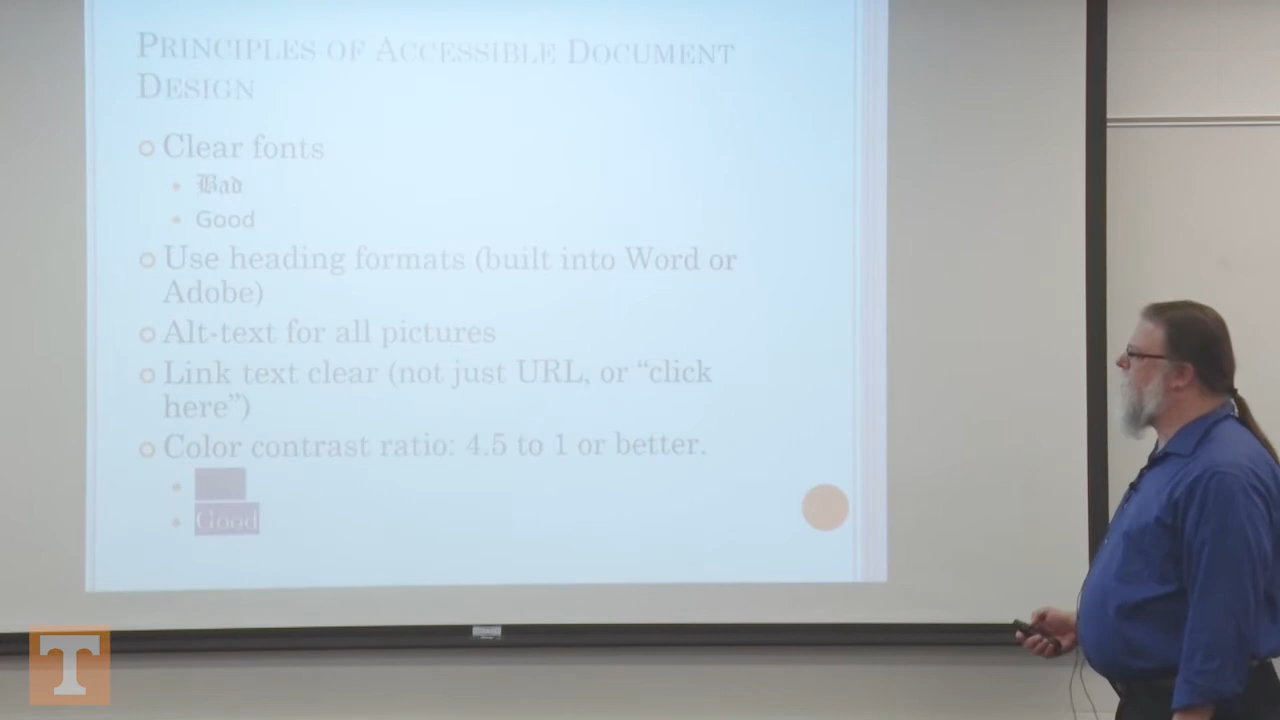 PRINCIPLES OF ACCESSIBLE DOCUMENT
DESIGN
Clear fonts
Bad
Good
Use heading formats (built into Word or
Adobe)
Alt-text for all pictures
Link text clear (not just URL, or “click
here”)
Color contrast ratio: 4.5 to 1 or better.
Good
T